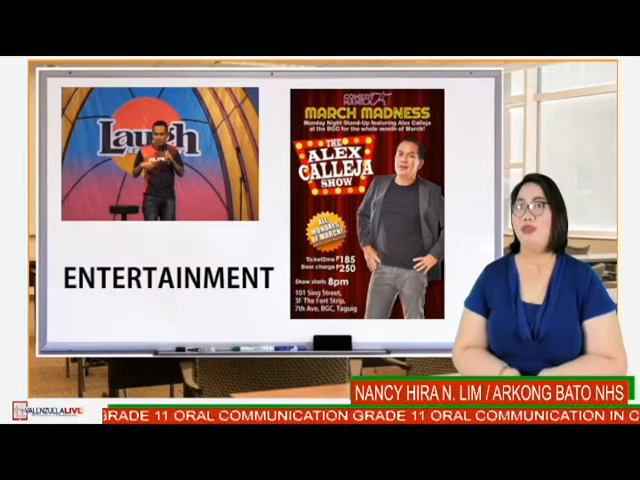 Laugh
COMEDY
MANILA
MARCH MADNESS
Monday Night Stand-Up featuring Alex Calleja
at the BGC for the whole month of March!
THE
ALEX
CALLEJA
SHOW
ALL
MONDAYS
OF MARCH!
Ticket2me ₱185
Door charge ₱250
Show starts 8pm
101 Sing Street,
3F The Fort Strip,
7th Ave, BGC, Taguig
ENTERTAINMENT
NANCY HIRA N. LIM / ARKONG BATO NHS
VALENZUELALIVE
GRADE 11 ORAL COMMUNICATION GRADE 11 ORAL COMMUNICATION IN C